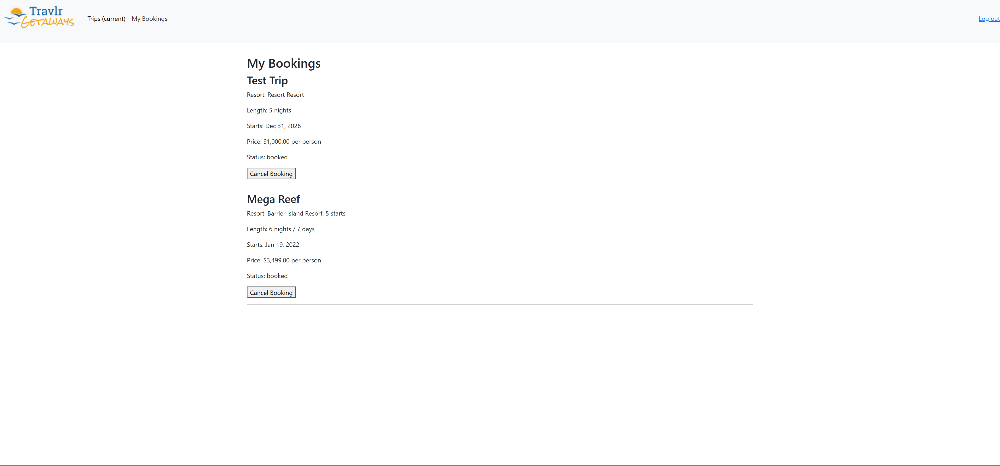 Travlr
GETAWAYS
Trips (current) My Bookings
Log out
My Bookings
Test Trip
Resort: Resort Resort
Length: 5 nights
Starts: Dec 31, 2026
Price: $1,000.00 per person
Status: booked
Cancel Booking
Mega Reef
Resort: Barrier Island Resort, 5 starts
Length: 6 nights / 7 days
Starts: Jan 19, 2022
Price: $3,499.00 per person
Status: booked
Cancel Booking